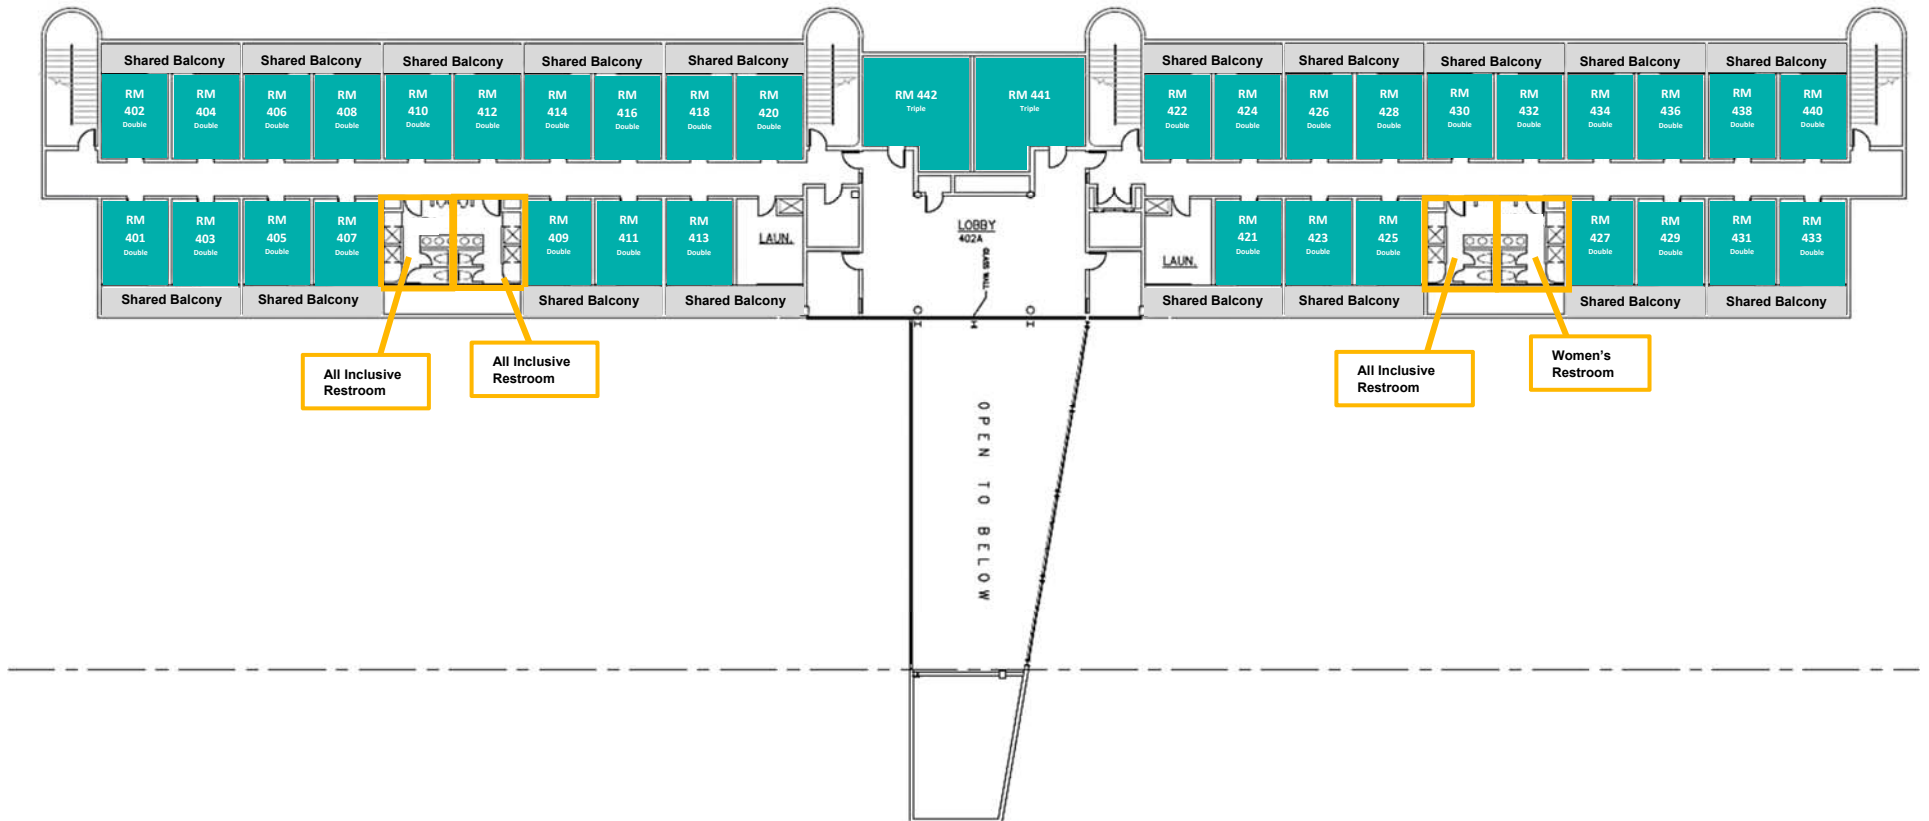 Shared Balcony
Shared Balcony
Shared Balcony
Shared Balcony
Shared Balcony
Shared Balcony
Shared Balcony
Shared Balcony
Shared Balcony
Shared Balcony
RM
402
Double
RM
404
Double
RM
406
Double
RM
408
Double
RM
410
Double
RM
412
Double
RM
414
Double
RM
416
Double
RM
418
Double
RM
420
Double
RM 442
Triple
RM 441
Triple
RM
422
Double
RM
424
Double
RM
426
Double
RM
428
Double
RM
430
Double
RM
432
Double
RM
434
Double
RM
436
Double
RM
438
Double
RM
440
Double
RM
401
Double
RM
403
Double
RM
405
Double
RM
407
Double
RM
409
Double
RM
411
Double
RM
413
Double
LAUN.
LOBBY
402A
GLASS WALL
LAUN.
RM
421
Double
RM
423
Double
RM
425
Double
RM
427
Double
RM
429
Double
RM
431
Double
RM
433
Double
Shared Balcony
Shared Balcony
Shared Balcony
Shared Balcony
Shared Balcony
Shared Balcony
Shared Balcony
Shared Balcony
All Inclusive
Restroom
All Inclusive
Restroom
All Inclusive
Restroom
Women's
Restroom
OPEN TO BELOW